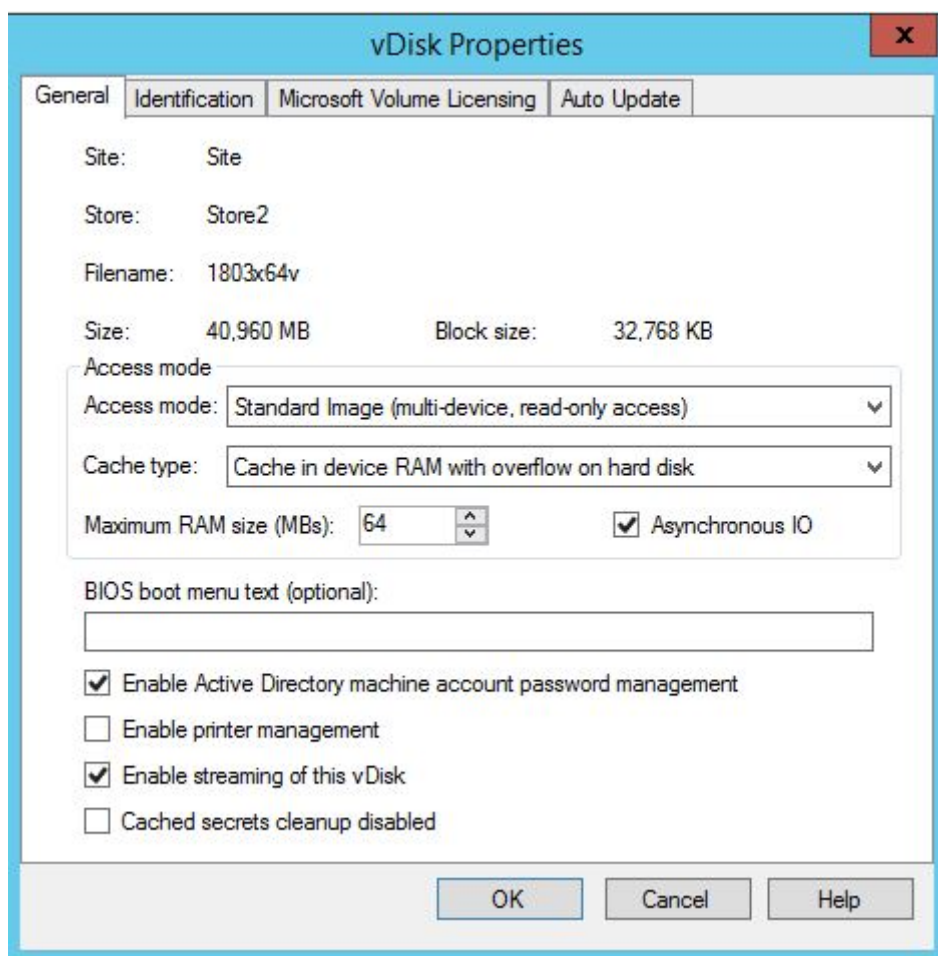 vDisk Properties
x
General Identification Microsoft Volume Licensing Auto Update
Site: Site
Store: Store2
Filename: 1803x64v
Size: 40,960 MB Block size: 32,768 KB
Access mode
Access mode: Standard Image (multi-device, read-only access)
Cache type: Cache in device RAM with overflow on hard disk
Maximum RAM size (MBs): 64 Asynchronous IO
BIOS boot menu text (optional):
Enable Active Directory machine account password management
Enable printer management
Enable streaming of this vDisk
Cached secrets cleanup disabled
OK Cancel Help